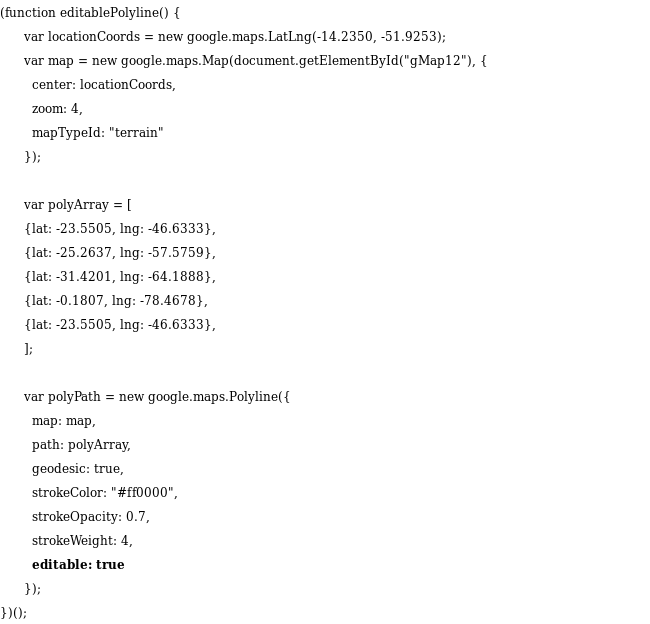 (function editablePolyline() {
var locationCoords = new google.maps.LatLng(-14.2350, -51.9253);
var map = new google.maps.Map(document.getElementById("gMap12"), {
center: locationCoords,
zoom: 4,
mapTypeId: "terrain"
});
var polyArray = [
{lat: -23.5505, lng: -46.6333},
{lat: -25.2637, lng: -57.5759},
{lat: -31.4201, lng: -64.1888},
{lat: -0.1807, lng: -78.4678},
{lat: -23.5505, lng: -46.6333},
];
var polyPath = new google.maps.Polyline({
map: map,
path: polyArray,
geodesic: true,
strokeColor: "#ff0000",
strokeOpacity: 0.7,
strokeWeight: 4,
editable: true
});
})();